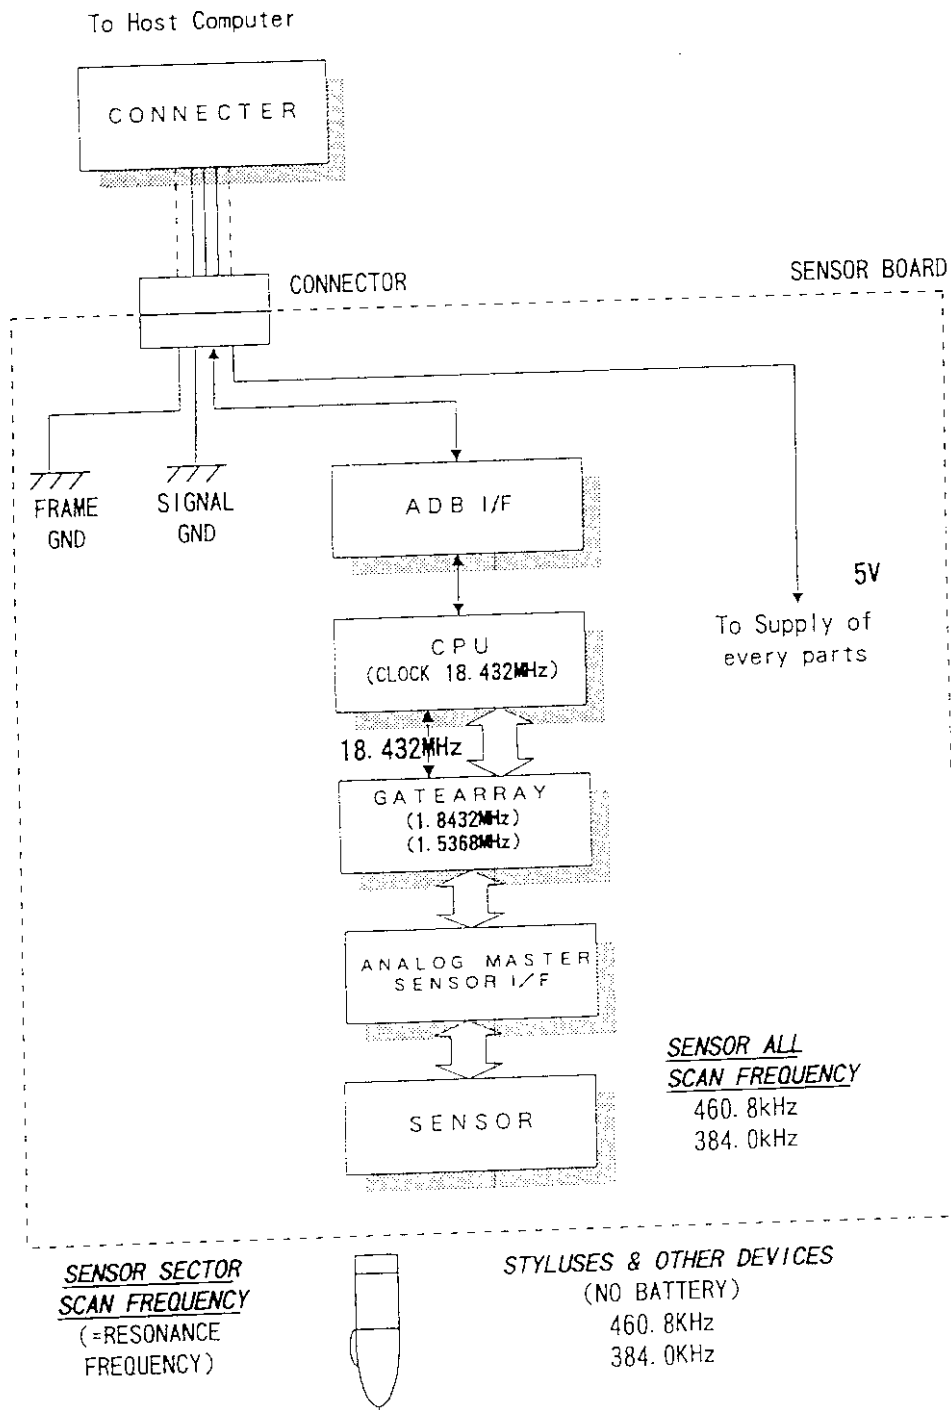 To Host Computer
CONNECTER
CONNECTOR
SENSOR BOARD
FRAME
GND
SIGNAL
GND
ADB I/F
5V
To Supply of
every parts
CPU
(CLOCK 18.432MHz)
18.432MHz
GATEARRAY
(1.8432MHz)
(1.5368MHz)
ANALOG MASTER
SENSOR I/F
SENSOR
SENSOR ALL
SCAN FREQUENCY
460.8kHz
384.0kHz
SENSOR SECTOR
SCAN FREQUENCY
(=RESONANCE
FREQUENCY)
STYLUSES & OTHER DEVICES
(NO BATTERY)
460.8KHz
384.0KHz